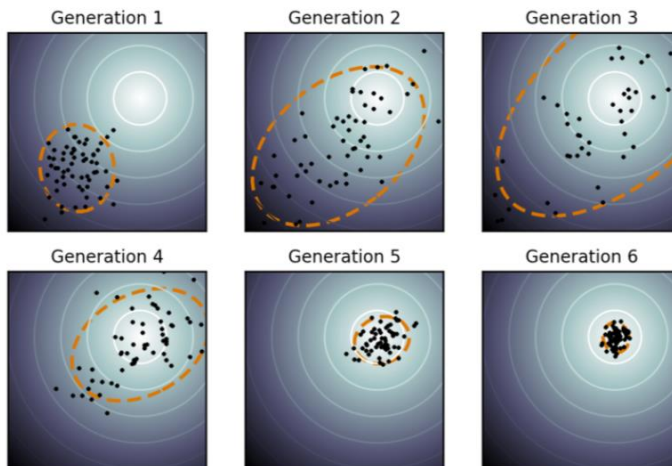 Generation 1
Generation 2
Generation 3
Generation 4
Generation 5
Generation 6